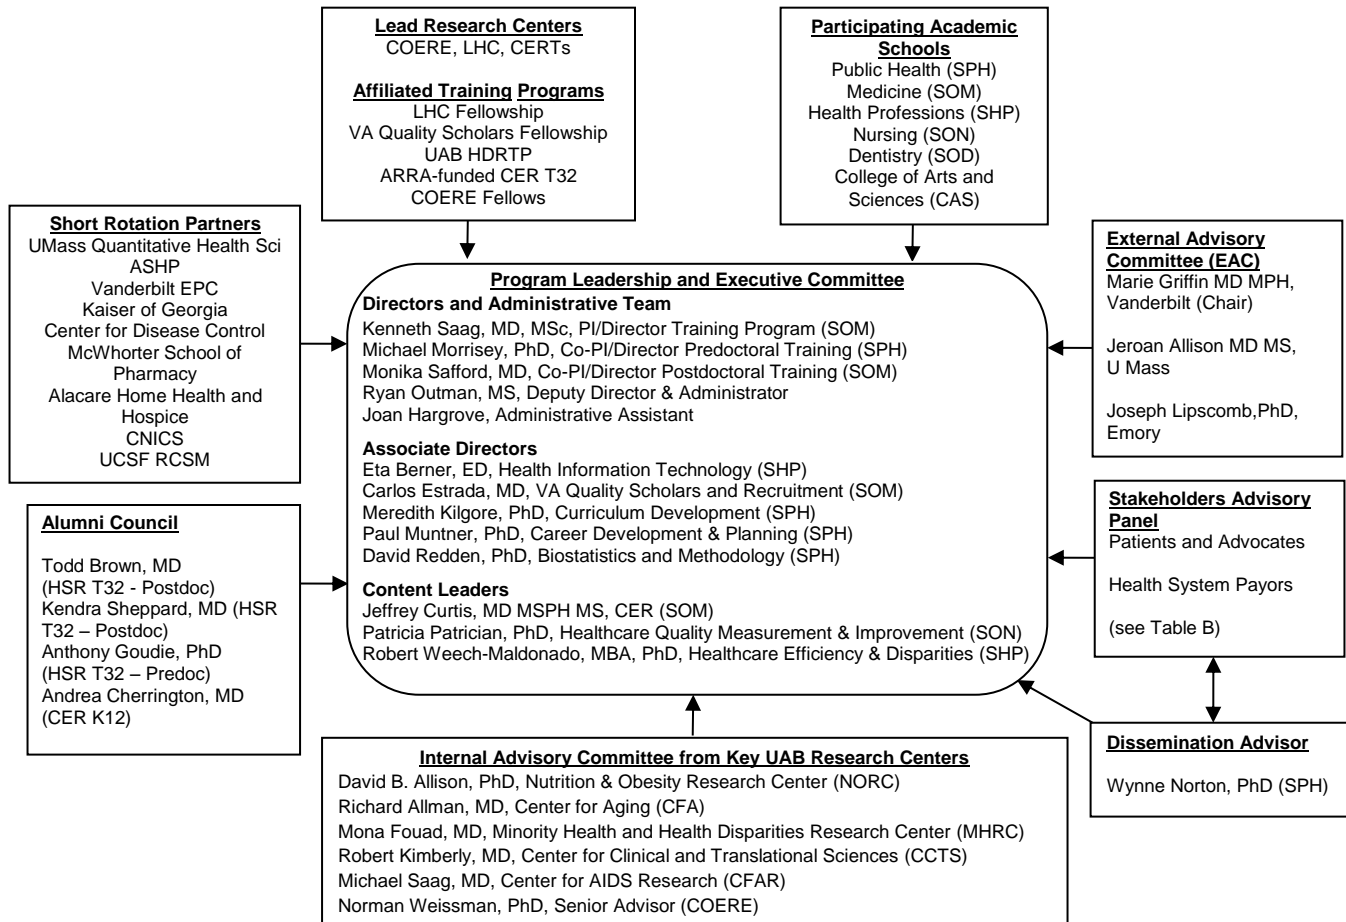 Lead Research Centers
COERE, LHC, CERTs
Affiliated Training Programs
LHC Fellowship
VA Quality Scholars Fellowship
UAB HDRTP
ARRA-funded CER T32
COERE Fellows
Participating Academic
Schools
Public Health (SPH)
Medicine (SOM)
Health Professions (SHP)
Nursing (SON)
Dentistry (SOD)
College of Arts and
Sciences (CAS)
Short Rotation Partners
UMass Quantitative Health Sci
ASHP
Vanderbilt EPC
Kaiser of Georgia
Center for Disease Control
McWhorter School of
Pharmacy
Alacare Home Health and
Hospice
CNICS
UCSF RCSM
Program Leadership and Executive Committee
Directors and Administrative Team
Kenneth Saag, MD, MSc, PI/Director Training Program (SOM)
Michael Morrisey, PhD, Co-PI/Director Predoctoral Training (SPH)
Monika Safford, MD, Co-PI/Director Postdoctoral Training (SOM)
Ryan Outman, MS, Deputy Director & Administrator
Joan Hargrove, Administrative Assistant
Associate Directors
Eta Berner, ED, Health Information Technology (SHP)
Carlos Estrada, MD, VA Quality Scholars and Recruitment (SOM)
Meredith Kilgore, PhD, Curriculum Development (SPH)
Paul Muntner, PhD, Career Development & Planning (SPH)
David Redden, PhD, Biostatistics and Methodology (SPH)
Content Leaders
Jeffrey Curtis, MD MSPH MS, CER (SOM)
Patricia Patrician, PhD, Healthcare Quality Measurement & Improvement (SON)
Robert Weech-Maldonado, MBA, PhD, Healthcare Efficiency & Disparities (SHP)
External Advisory
Committee (EAC)
Marie Griffin MD MPH,
Vanderbilt (Chair)
Jeroan Allison MD MS,
U Mass
Joseph Lipscomb,PhD,
Emory
Alumni Council
Todd Brown, MD
(HSR T32 - Postdoc)
Kendra Sheppard, MD (HSR
T32 – Postdoc)
Anthony Goudie, PhD
(HSR T32 – Predoc)
Andrea Cherrington, MD
(CER K12)
Stakeholders Advisory
Panel
Patients and Advocates
Health System Payors
(see Table B)
Dissemination Advisor
Wynne Norton, PhD (SPH)
Internal Advisory Committee from Key UAB Research Centers
David B. Allison, PhD, Nutrition & Obesity Research Center (NORC)
Richard Allman, MD, Center for Aging (CFA)
Mona Fouad, MD, Minority Health and Health Disparities Research Center (MHRC)
Robert Kimberly, MD, Center for Clinical and Translational Sciences (CCTS)
Michael Saag, MD, Center for AIDS Research (CFAR)
Norman Weissman, PhD, Senior Advisor (COERE)